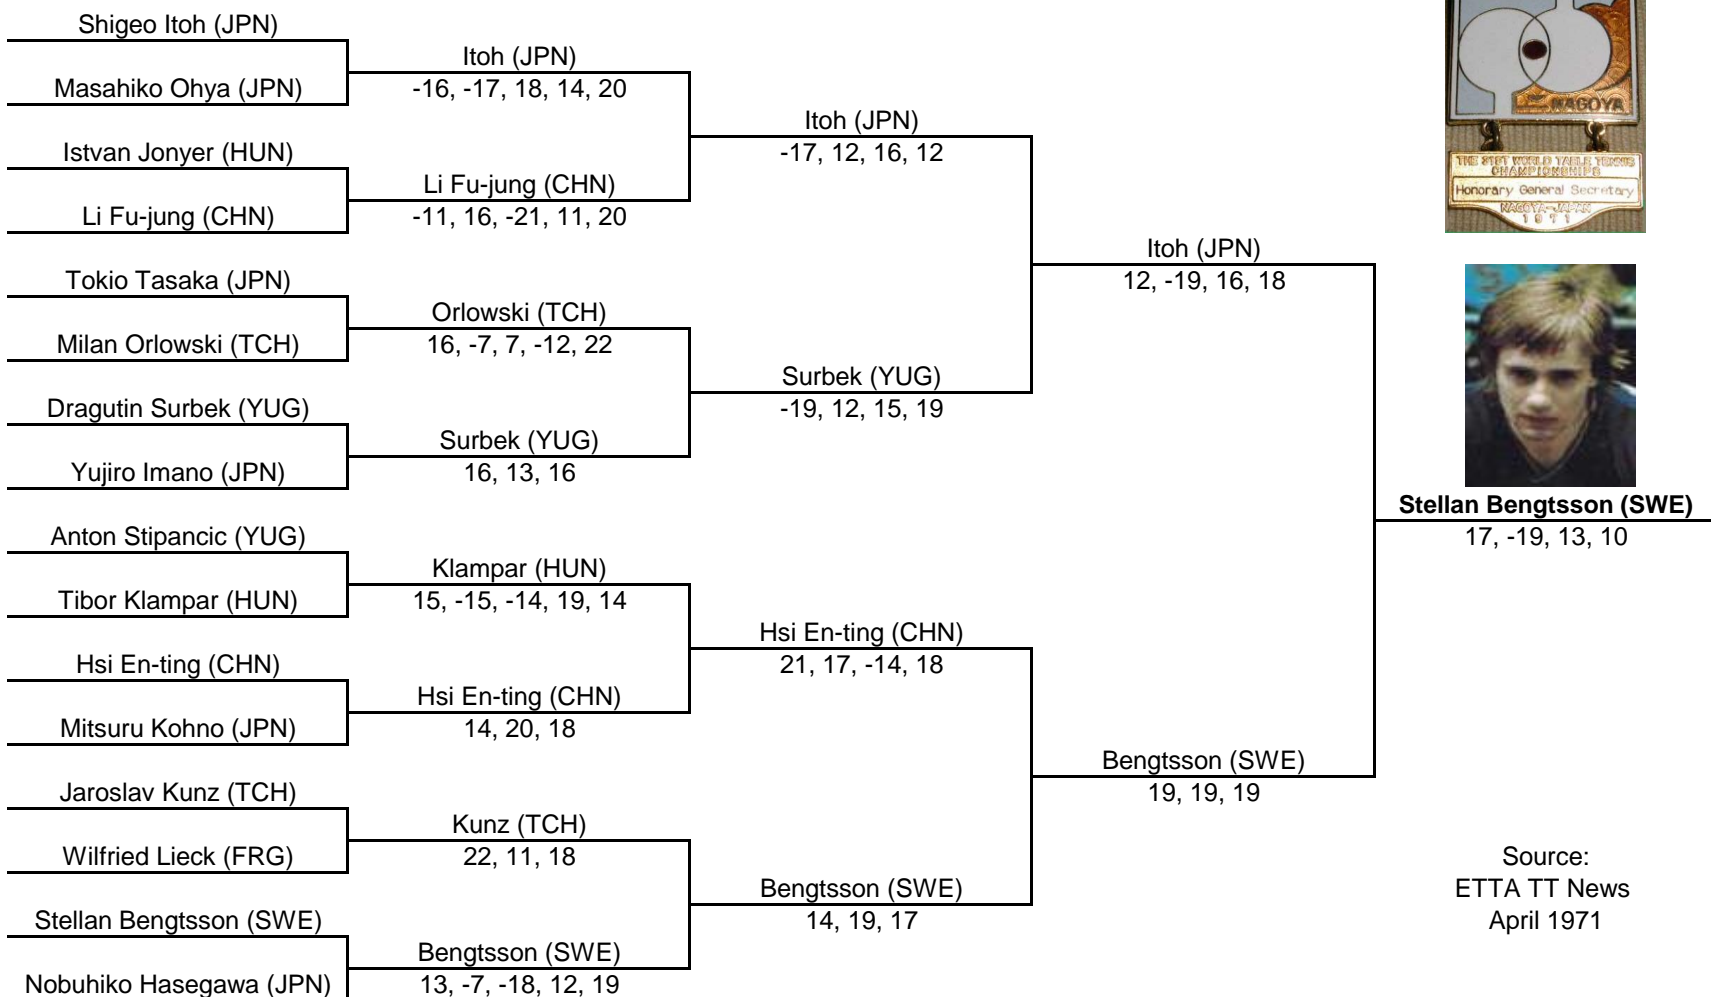 Shigeo Itoh (JPN)
Masahiko Ohya (JPN)
Istvan Jonyer (HUN)
Li Fu-jung (CHN)
Tokio Tasaka (JPN)
Milan Orlowski (TCH)
Dragutin Surbek (YUG)
Yujiro Imano (JPN)
Anton Stipancic (YUG)
Tibor Klampar (HUN)
Hsi En-ting (CHN)
Mitsuru Kohno (JPN)
Jaroslav Kunz (TCH)
Wilfried Lieck (FRG)
Stellan Bengtsson (SWE)
Nobuhiko Hasegawa (JPN)
Itoh (JPN)
-16, -17, 18, 14, 20
Li Fu-jung (CHN)
-11, 16, -21, 11, 20
Orlowski (TCH)
16, -7, 7, -12, 22
Surbek (YUG)
16, 13, 16
Klampar (HUN)
15, -15, -14, 19, 14
Hsi En-ting (CHN)
14, 20, 18
Kunz (TCH)
22, 11, 18
Bengtsson (SWE)
13, -7, -18, 12, 19
Itoh (JPN)
-17, 12, 16, 12
Surbek (YUG)
-19, 12, 15, 19
Hsi En-ting (CHN)
21, 17, -14, 18
Bengtsson (SWE)
14, 19, 17
Itoh (JPN)
12, -19, 16, 18
Bengtsson (SWE)
19, 19, 19
NAGOYA
THE 31ST WORLD TABLE TENNIS
CHAMPIONSHIPS
Honorary General Secretary
NAGOYA-JAPAN
1971
Stellan Bengtsson (SWE)
17, -19, 13, 10
Source:
ETTA TT News
April 1971